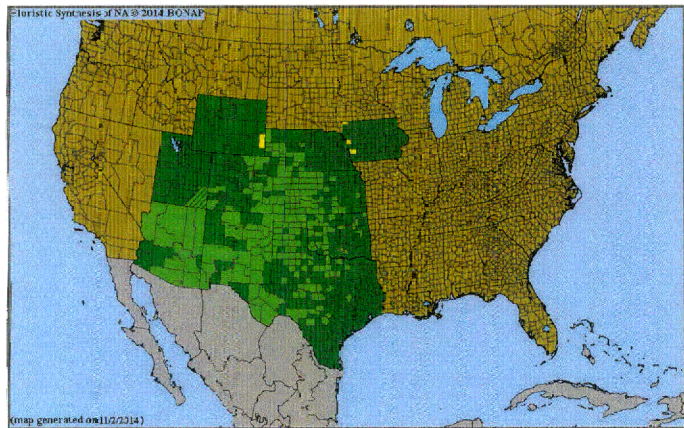 Floristic Synthesis of NA © 2014 BONAP
(map generated on 11/2/2014)